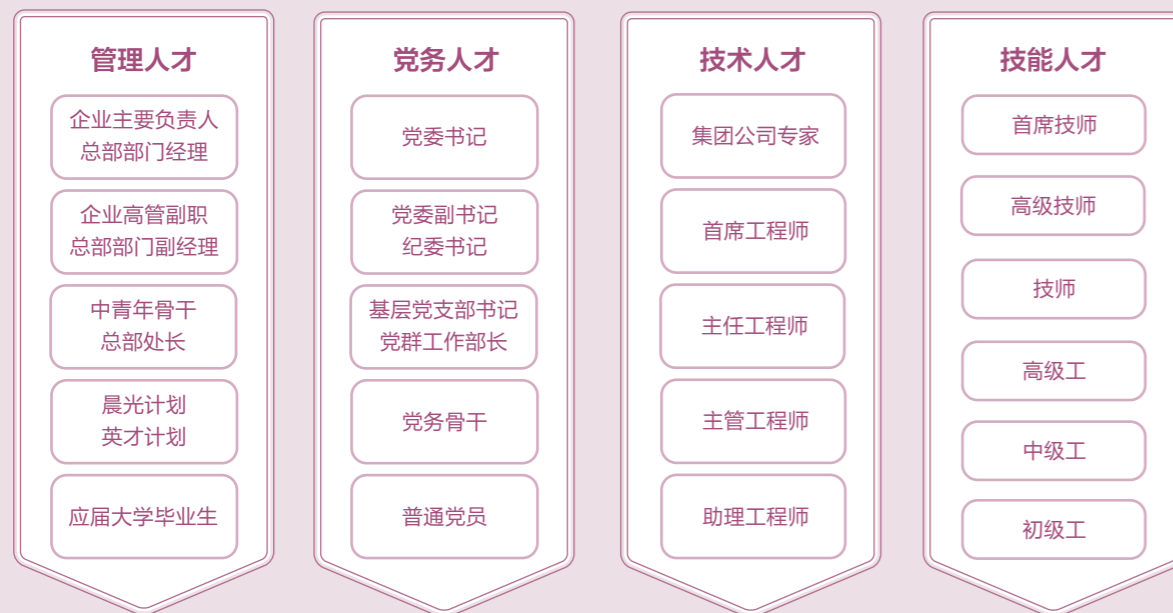 管理人才
企业主要负责人
总部部门经理
企业高管副职
总部部门副经理
中青年骨干
总部处长
晨光计划
英才计划
应届大学毕业生
党务人才
党委书记
党委副书记
纪委书记
基层党支部书记
党群工作部长
党务骨干
普通党员
技术人才
集团公司专家
首席工程师
主任工程师
主管工程师
助理工程师
技能人才
首席技师
高级技师
技师
高级工
中级工
初级工